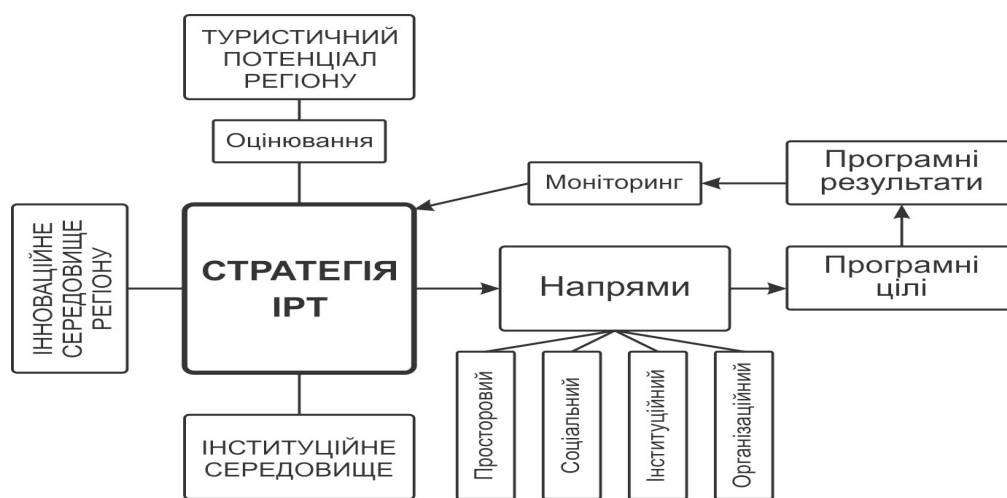 ТУРИСТИЧНИЙ
ПОТЕНЦІАЛ
РЕГІОНУ
Оцінювання
Моніторинг
Програмні
результати
ІННОВАЦІЙНЕ
СЕРЕДОВИЩЕ
РЕГІОНУ
СТРАТЕГІЯ
ІРТ
Напрями
Програмні
цілі
Просторовий
Соціальний
Інституційний
Організаційний
ІНСТИТУЦІЙНЕ
СЕРЕДОВИЩЕ